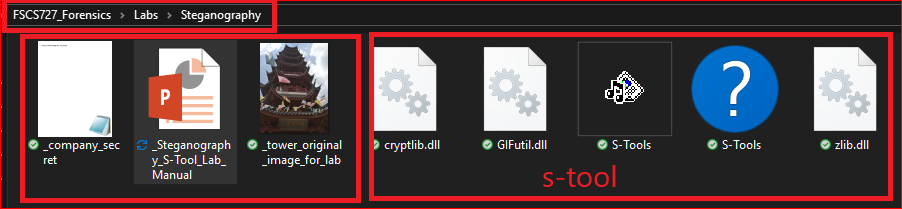 FSCS727_Forensics > Labs > Steganography
_company_sec
ret
_Steganograph
y_S-Tool_Lab_
Manual
_tower_original
_image_for_lab
cryptlib.dll
GIFutil.dll
S-Tools
S-Tools
zlib.dll
s-tool